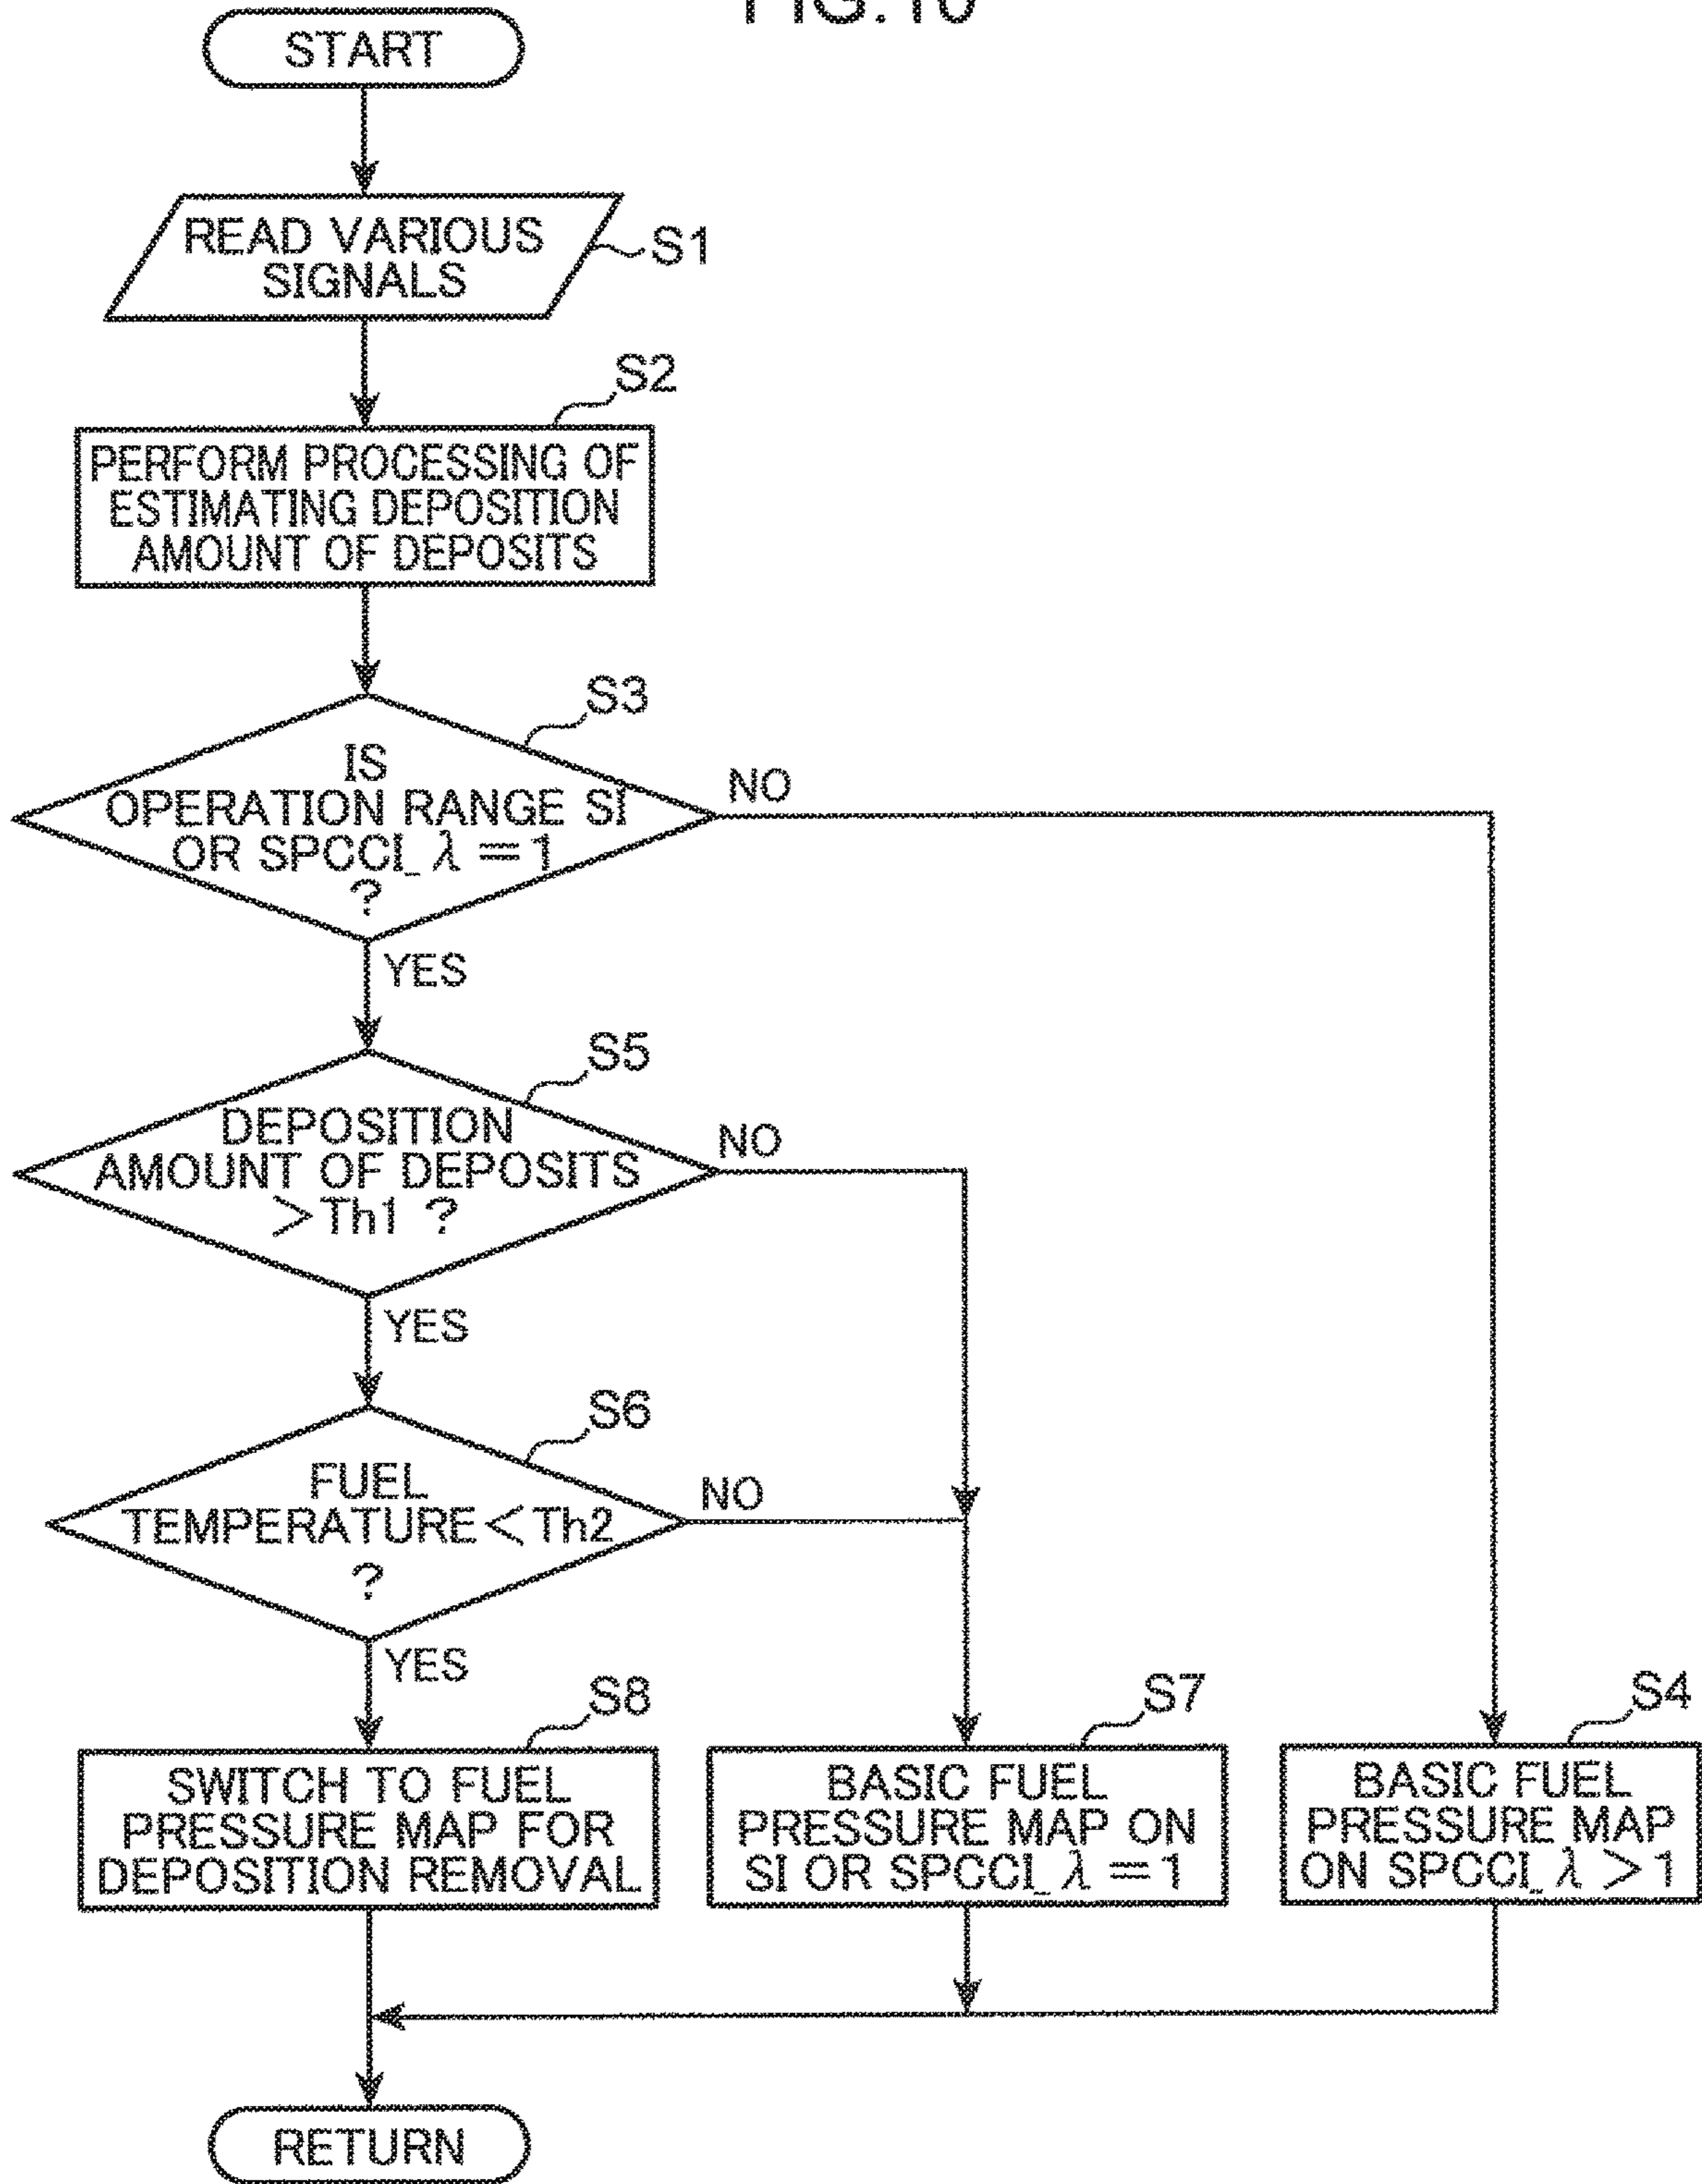 FIG.10
START
READ VARIOUS
SIGNALS
S1
S2
PERFORM PROCESSING OF
ESTIMATING DEPOSITION
AMOUNT OF DEPOSITS
S3
IS
OPERATION RANGE SI
OR SPCCI_λ=1
?
NO
YES
S5
DEPOSITION
AMOUNT OF DEPOSITS
>Th1 ?
NO
YES
S6
FUEL
TEMPERATURE<Th2
?
NO
YES
S8
SWITCH TO FUEL
PRESSURE MAP FOR
DEPOSITION REMOVAL
S7
BASIC FUEL
PRESSURE MAP ON
SI OR SPCCI_λ=1
S4
BASIC FUEL
PRESSURE MAP
ON SPCCI_λ>1
RETURN